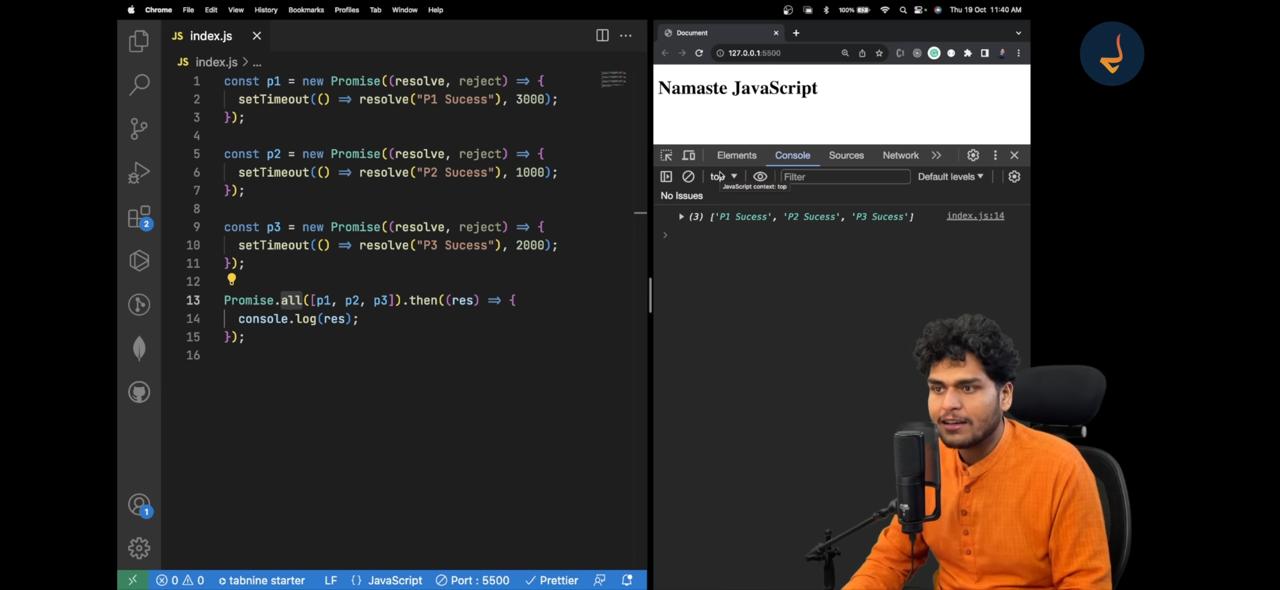 Chrome File Edit View History Bookmarks Profiles Tab Window Help
100% Thu 19 Oct 11:40 AM
JS index.js
JS index.js > ...
1 const p1 = new Promise((resolve, reject) => {
2 setTimeout(() => resolve("P1 Sucess"), 3000);
3 });
4
5 const p2 = new Promise((resolve, reject) => {
6 setTimeout(() => resolve("P2 Sucess"), 1000);
7 });
8
9 const p3 = new Promise((resolve, reject) => {
10 setTimeout(() => resolve("P3 Sucess"), 2000);
11 });
12
13 Promise.all([p1, p2, p3]).then((res) => {
14 console.log(res);
15 });
16
2
1
0 0 tabnine starter LF {} JavaScript Port : 5500 Prettier
Document
127.0.0.1:5500
Namaste JavaScript
Elements Console Sources Network
top Filter Default levels
JavaScript context: top
No Issues
(3) ['P1 Sucess', 'P2 Sucess', 'P3 Sucess'] index.js:14